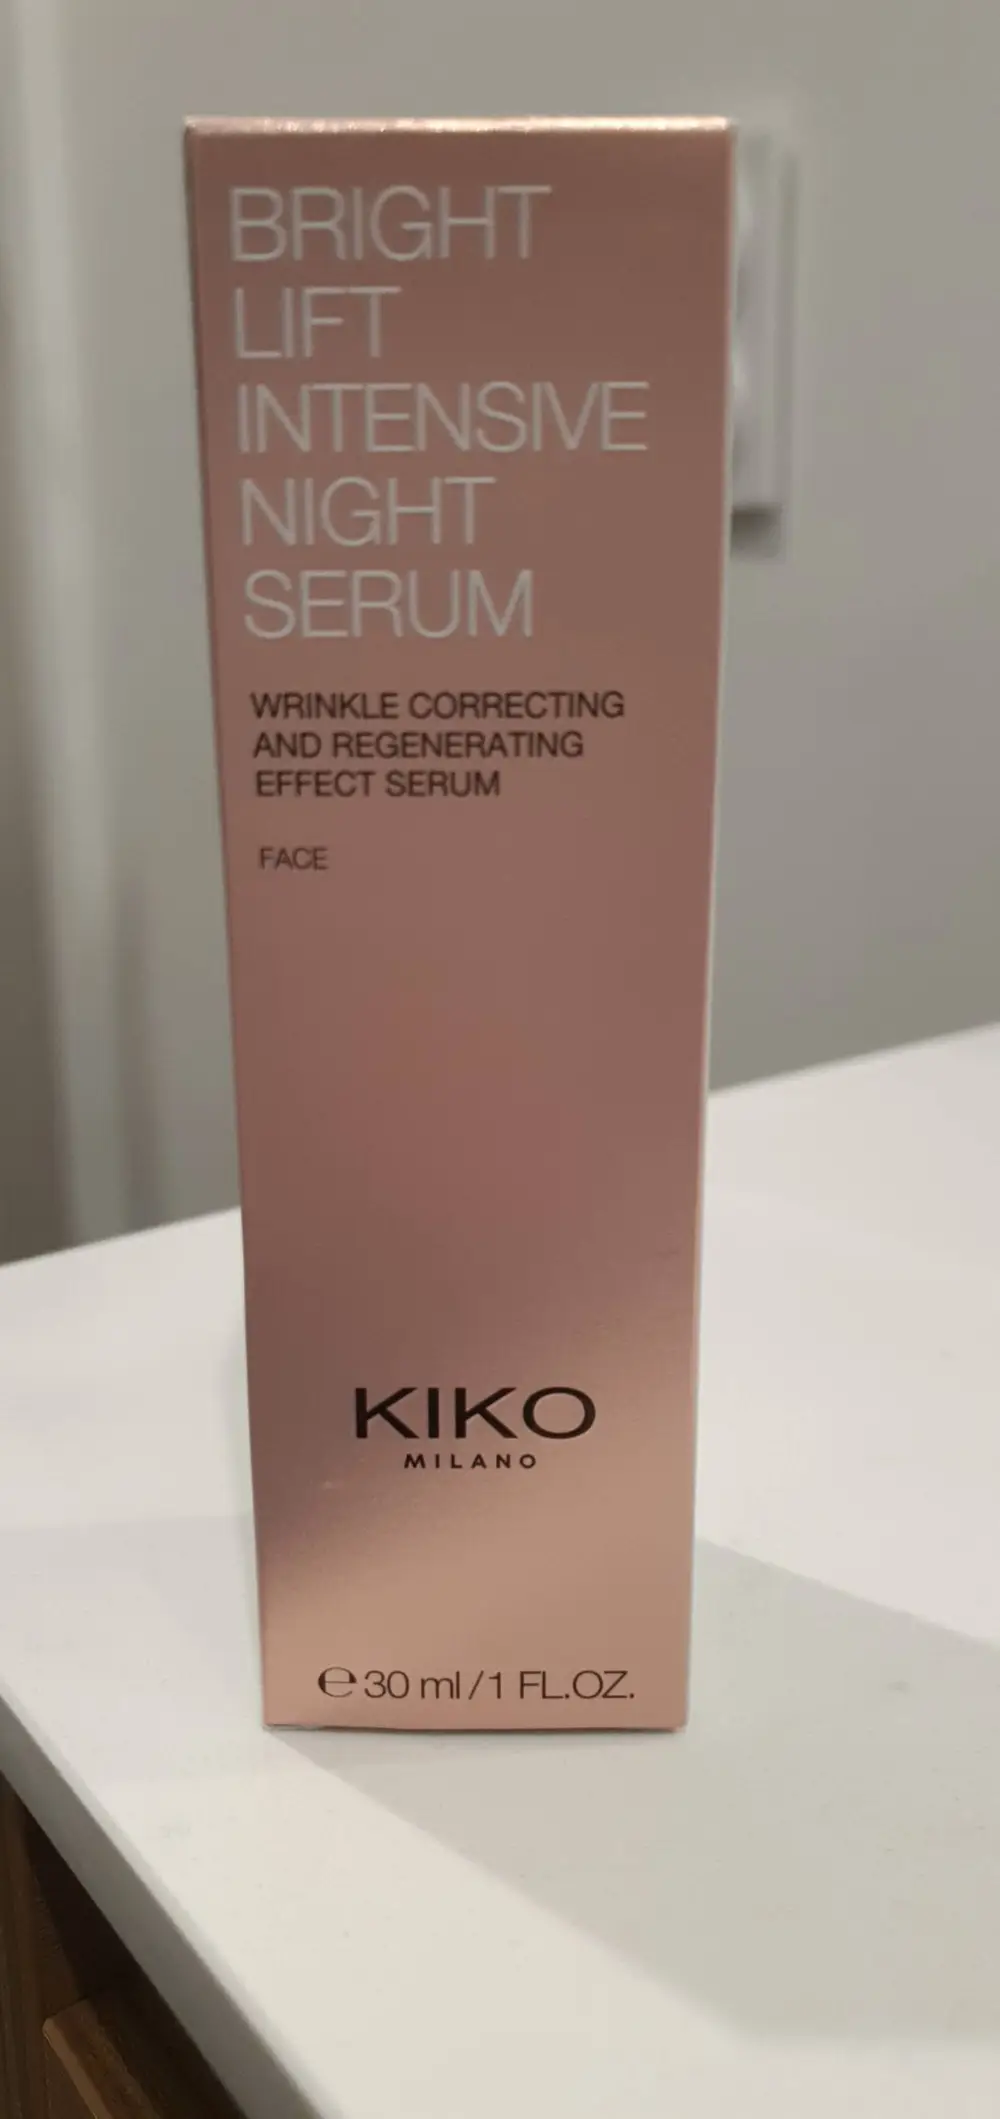 BRIGHT
LIFT
INTENSIVE
NIGHT
SERUM
WRINKLE CORRECTING
AND REGENERATING
EFFECT SERUM
FACE
KIKO
MILANO
℮ 30 ml / 1 FL.OZ.